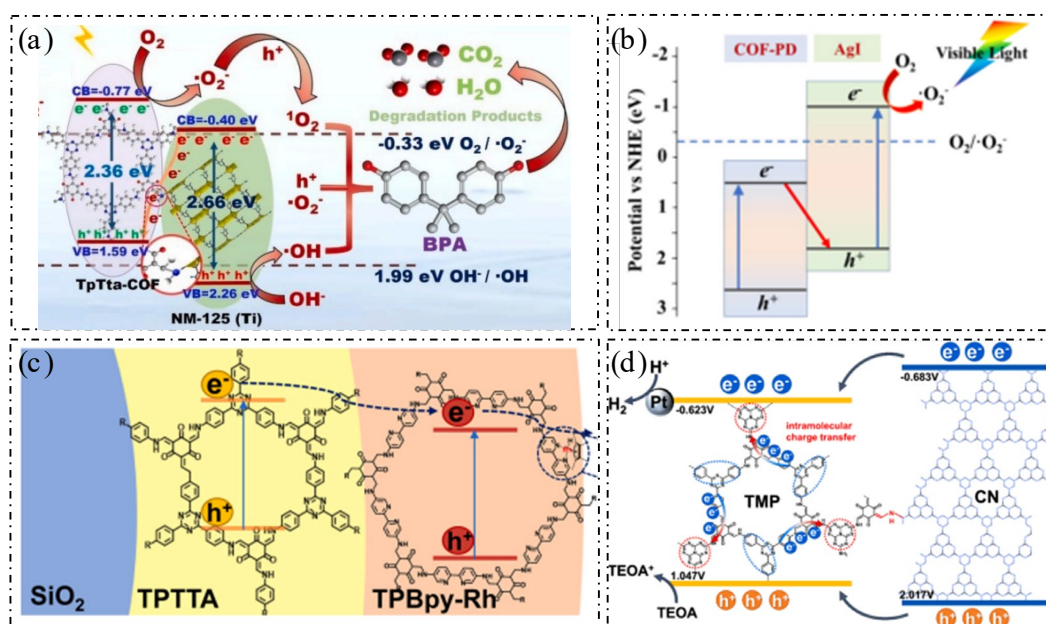 (a)
O₂
h⁺
·O₂⁻
CO₂
H₂O
Degradation Products
CB=-0.77 eV
e⁻ e⁻ e⁻ e⁻
CB=-0.40 eV
e⁻ e⁻ e⁻
e⁻
e⁻
e⁻
¹O₂
-0.33 eV O₂ / ·O₂⁻
2.36 eV
2.66 eV
h⁺
·O₂⁻
BPA
h⁺ h⁺ h⁺ h⁺
VB=1.59 eV
·OH
TpTta-COF
h⁺ h⁺ h⁺
VB=2.26 eV
OH⁻
1.99 eV OH⁻ / ·OH
NM-125 (Ti)
(b)
COF-PD
AgI
Visible Light
O₂
e⁻
·O₂⁻
O₂/·O₂⁻
e⁻
h⁺
h⁺
Potential vs NHE (eV)
-2
-1
0
1
2
3
(c)
e⁻
e⁻
h⁺
h⁺
SiO₂
TPTTA
TPBpy-Rh
(d)
H⁺
H₂
Pt
-0.623V
e⁻ e⁻ e⁻
e⁻ e⁻ e⁻
-0.683V
intramolecular
charge transfer
TMP
CN
TEOA⁺
TEOA
1.047V
h⁺ h⁺ h⁺
2.017V
h⁺ h⁺ h⁺